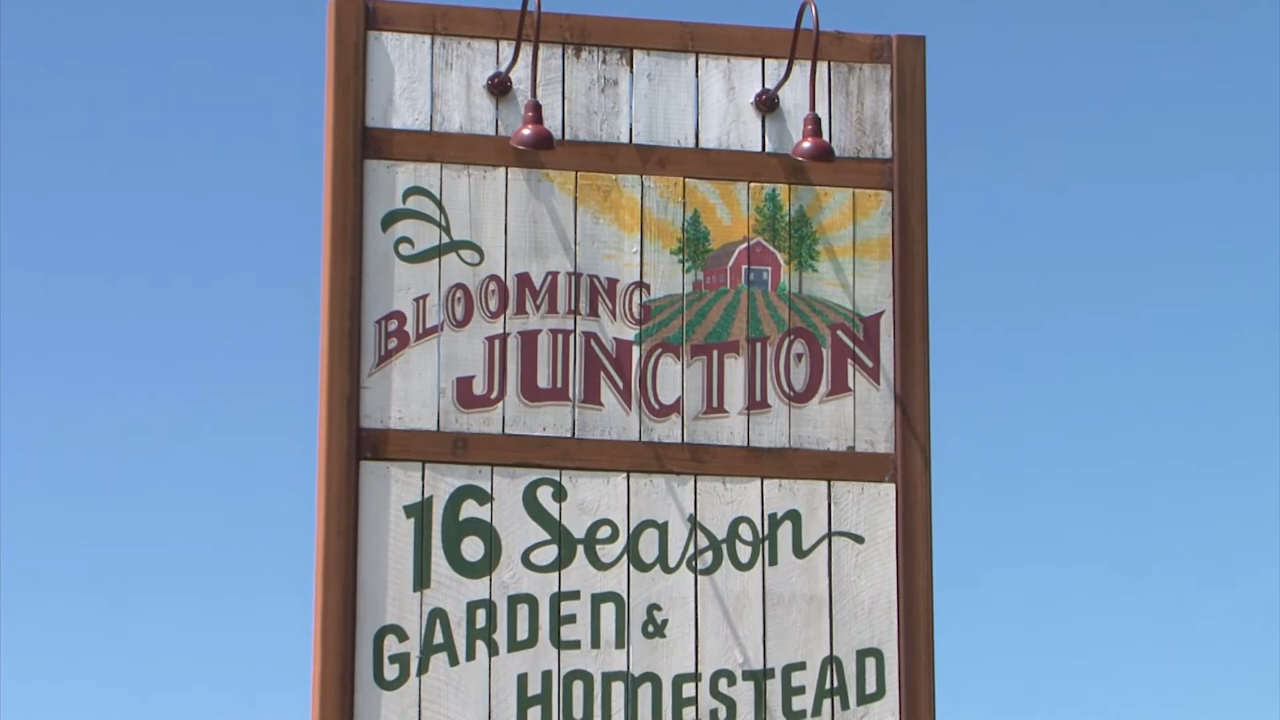 BLOOMING
JUNCTION
16 Season
GARDEN &
HOMESTEAD